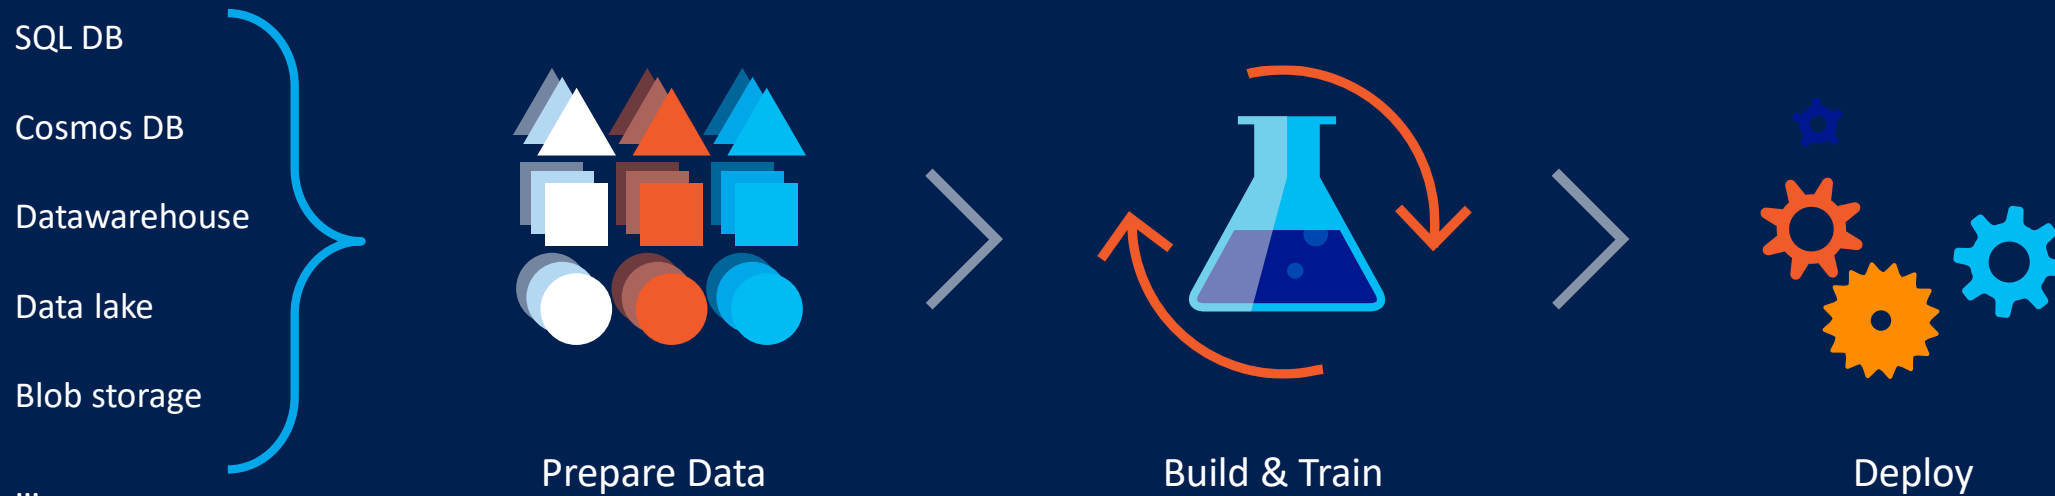 SQL DB
Cosmos DB
Datawarehouse
Data lake
Blob storage
...
Prepare Data
Build & Train
Deploy